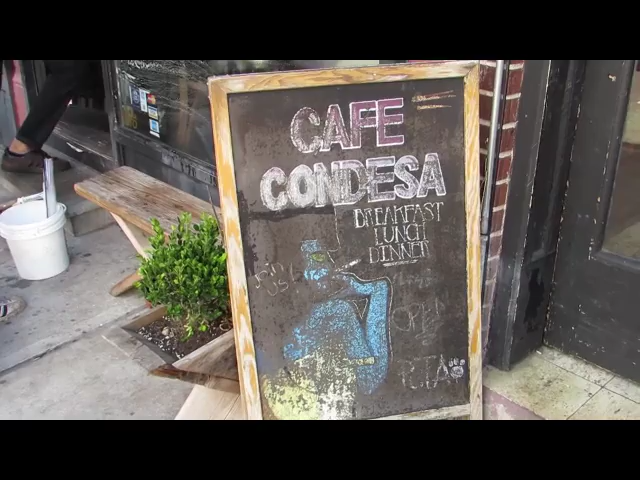 CAFE
CONDESA
BREAKFAST
LUNCH
DINNER
OPEN